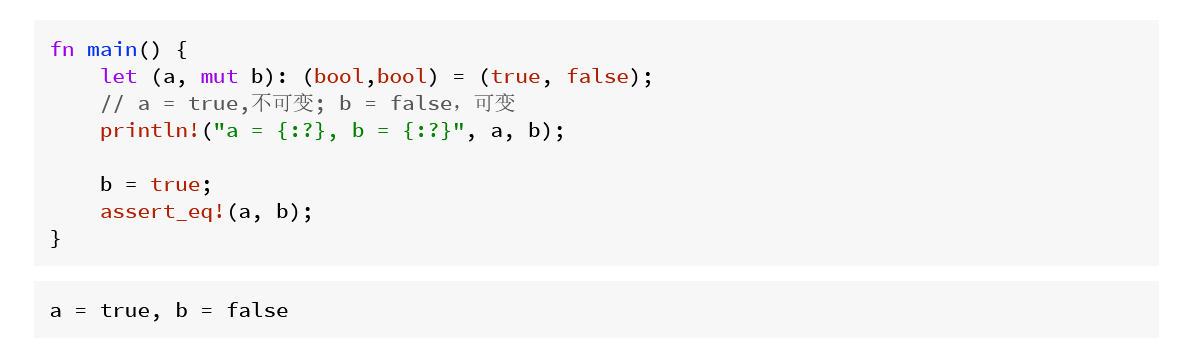 fn main() {
    let (a, mut b): (bool,bool) = (true, false);
    // a = true,不可变; b = false，可变
    println!("a = {:?}, b = {:?}", a, b);

    b = true;
    assert_eq!(a, b);
}
a = true, b = false